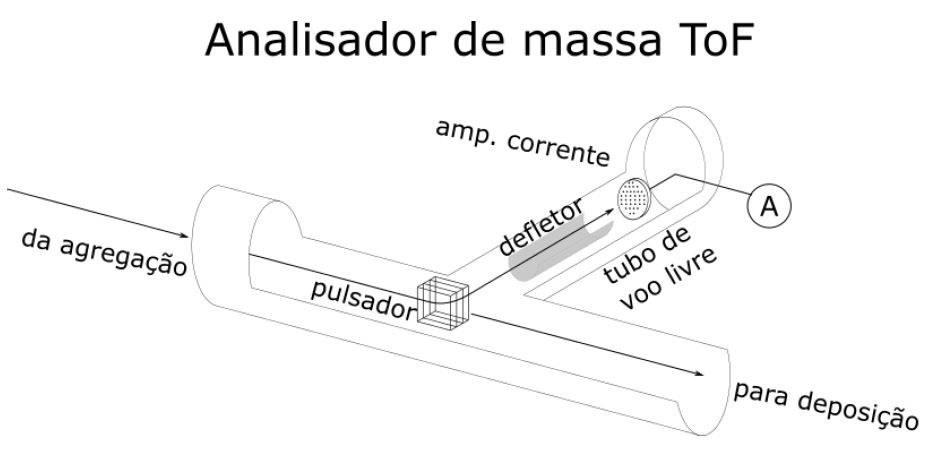 Analisador de massa ToF
amp. corrente
A
defletor
da agregação
tubo de
voo livre
pulsador
para deposição